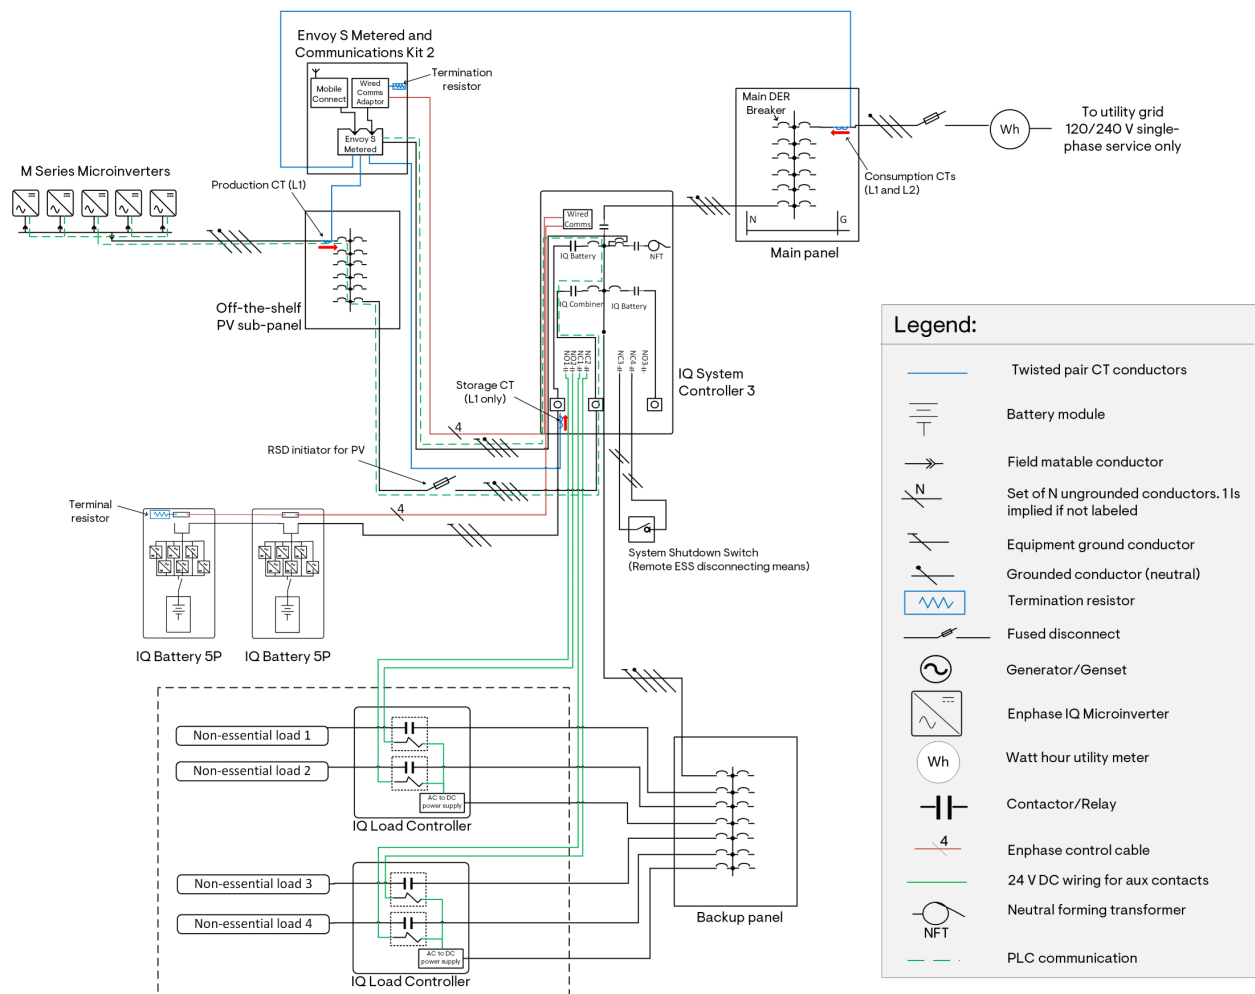 Envoy S Metered and
Communications Kit 2
Mobile
Connect
Wired
Comms
Adaptor
Termination
resistor
Envoy S
Metered
Main DER
Breaker
Wh
To utility grid
120/240 V single-
phase service only
Consumption CTs
(L1 and L2)
N
G
Main panel
M Series Microinverters
Production CT (L1)
Off-the-shelf
PV sub-panel
Wired
Comms
IQ Battery
NFT
IQ Combiner
IQ Battery
NO1
NO2
NC1
NC2
NC3
NC4
NO3
IQ System
Controller 3
Storage CT
(L1 only)
4
RSD initiator for PV
Terminal
resistor
4
System Shutdown Switch
(Remote ESS disconnecting means)
IQ Battery 5P
IQ Battery 5P
Non-essential load 1
Non-essential load 2
AC to DC
power supply
IQ Load Controller
Non-essential load 3
Non-essential load 4
AC to DC
power supply
IQ Load Controller
Backup panel
Legend:
Twisted pair CT conductors
Battery module
Field matable conductor
N
Set of N ungrounded conductors. 1 Is
implied if not labeled
Equipment ground conductor
Grounded conductor (neutral)
Termination resistor
Fused disconnect
Generator/Genset
Enphase IQ Microinverter
Wh
Watt hour utility meter
Contactor/Relay
4
Enphase control cable
24 V DC wiring for aux contacts
Neutral forming transformer
NFT
PLC communication